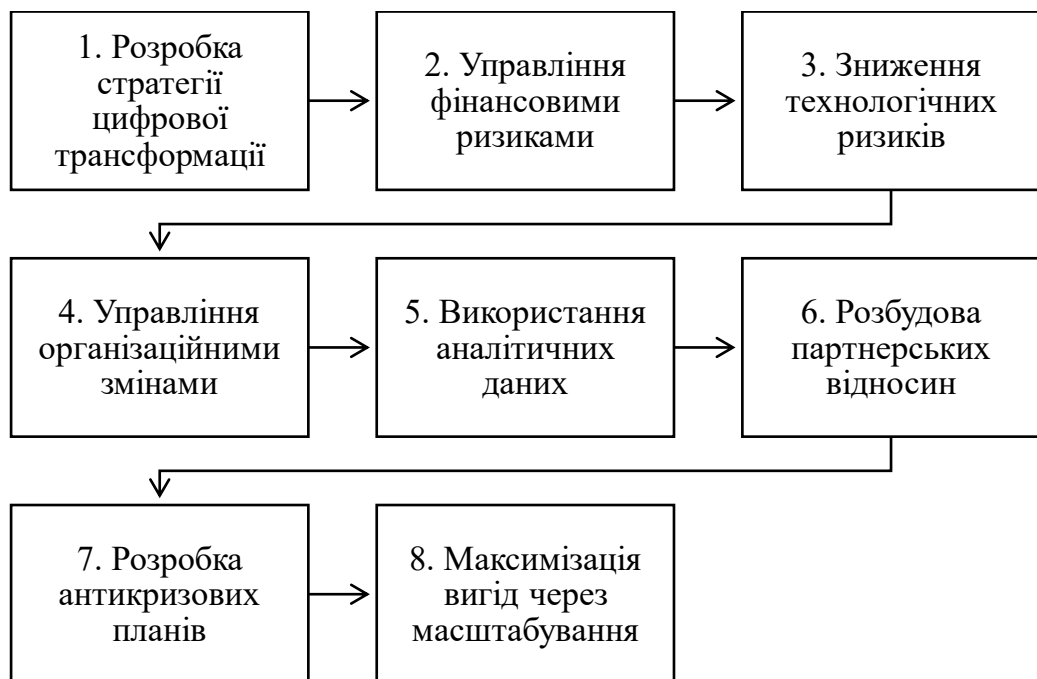 1. Розробка
стратегії
цифрової
трансформації
2. Управління
фінансовими
ризиками
3. Зниження
технологічних
ризиків
4. Управління
організаційними
змінами
5. Використання
аналітичних
даних
6. Розбудова
партнерських
відносин
7. Розробка
антикризових
планів
8. Максимізація
вигід через
масштабування